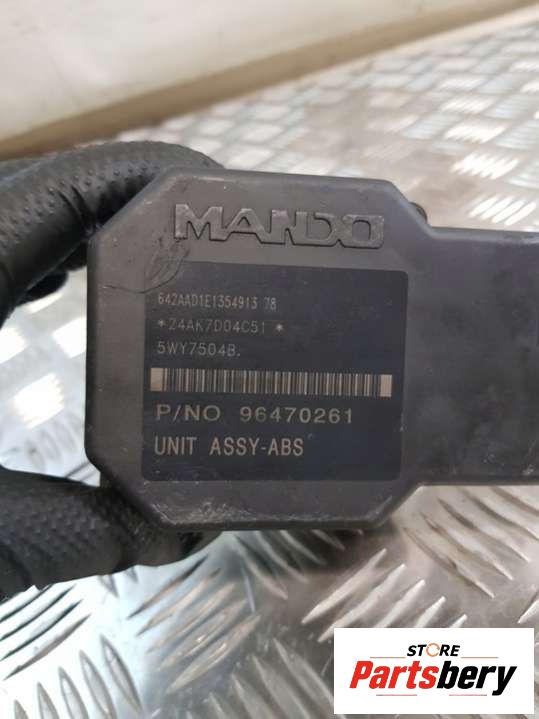 MANDO
642AAD1E1354913 78
*24AK7D04C51 *
5WY7504B.
P/NO 96470261
UNIT ASSY-ABS
STORE
Partsbery